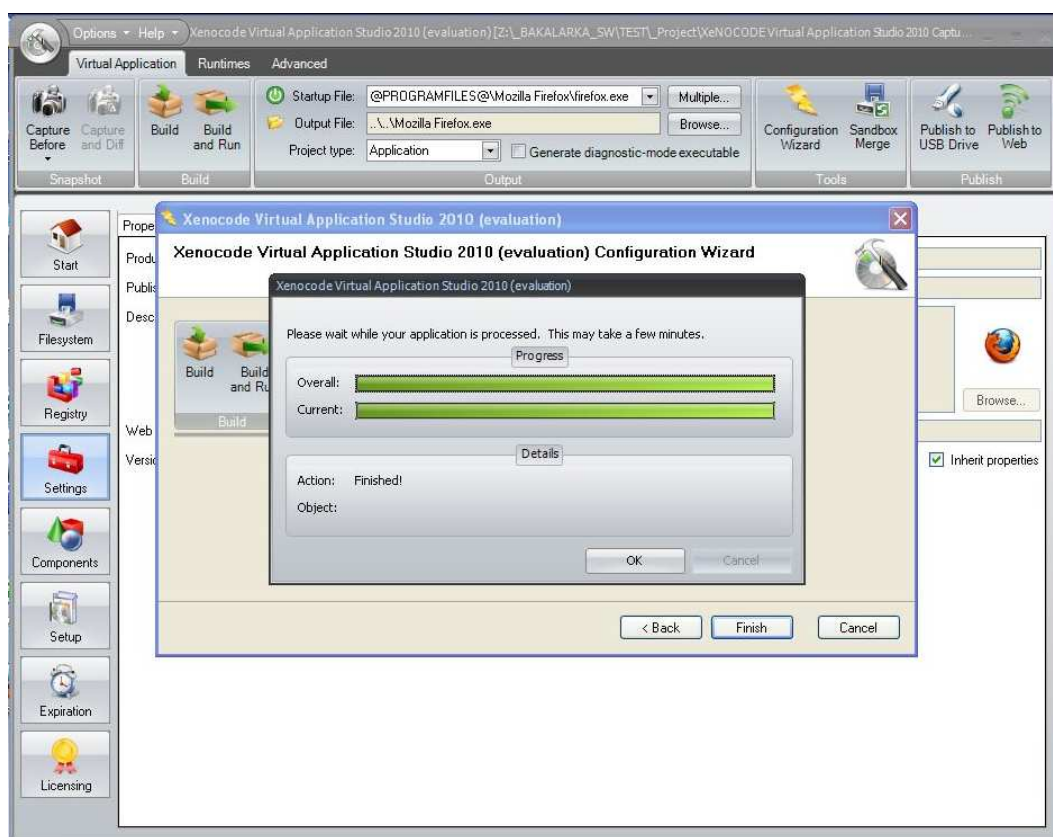 Options Help Xenocode Virtual Application Studio 2010 (evaluation) [Z:\_BAKALARKA_SW\TEST\_Project\XeNOCODE Virtual Application Studio 2010 Captu...
Virtual Application Runtimes Advanced
Capture Before
Capture and Diff
Snapshot
Build
Build and Run
Build
Startup File: @PROGRAMFILES@\Mozilla Firefox\firefox.exe Multiple...
Output File: ..\..\Mozilla Firefox.exe Browse...
Project type: Application Generate diagnostic-mode executable
Output
Configuration Wizard
Sandbox Merge
Tools
Publish to USB Drive
Publish to Web
Publish
Start
Filesystem
Registry
Settings
Components
Setup
Expiration
Licensing
Prope
Produ
Publis
Desc
Web
Versio
Browse...
Inherit properties
Xenocode Virtual Application Studio 2010 (evaluation)
Xenocode Virtual Application Studio 2010 (evaluation) Configuration Wizard
Build
Build and Ru
Build
Xenocode Virtual Application Studio 2010 (evaluation)
Please wait while your application is processed. This may take a few minutes.
Progress
Overall:
Current:
Details
Action: Finished!
Object:
OK Cancel
< Back Finish Cancel